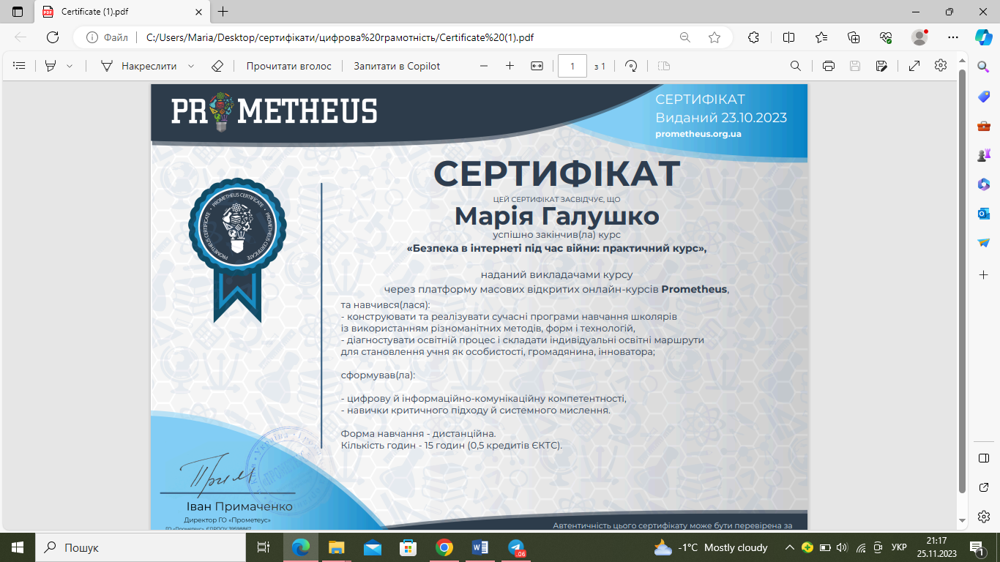 Certificate (1).pdf
Файл
C:/Users/Maria/Desktop/сертифікати/цифрова%20грамотність/Certificate%20(1).pdf
Накреслити
Прочитати вголос
Запитати в Copilot
1
з 1
PROMETHEUS
СЕРТИФІКАТ
Виданий 23.10.2023
prometheus.org.ua
PROMETHEUS CERTIFICATE • PROMETHEUS CERTIFICATE • PROMETHEUS CERTIFICATE
СЕРТИФІКАТ
ЦЕЙ СЕРТИФІКАТ ЗАСВІДЧУЄ, ЩО
Марія Галушко
успішно закінчив(ла) курс
«Безпека в інтернеті під час війни: практичний курс»,
наданий викладачами курсу
через платформу масових відкритих онлайн-курсів Prometheus,
та навчився(лася):
- конструювати та реалізувати сучасні програми навчання школярів
із використанням різноманітних методів, форм і технологій,
- діагностувати освітній процес і складати індивідуальні освітні маршрути
для становлення учня як особистості, громадянина, інноватора;
сформував(ла):
- цифрову й інформаційно-комунікаційну компетентності,
- навички критичного підходу й системного мислення.
Форма навчання - дистанційна.
Кількість годин - 15 годин (0,5 кредитів ЄКТС).
Іван Примаченко
Директор ГО «Прометеус»
ГО «Прометеус», ЄДРПОУ 39598867
Автентичність цього сертифікату може бути перевірена за
Пошук
.06
-1°C Mostly cloudy
УКР
21:17
25.11.2023
1